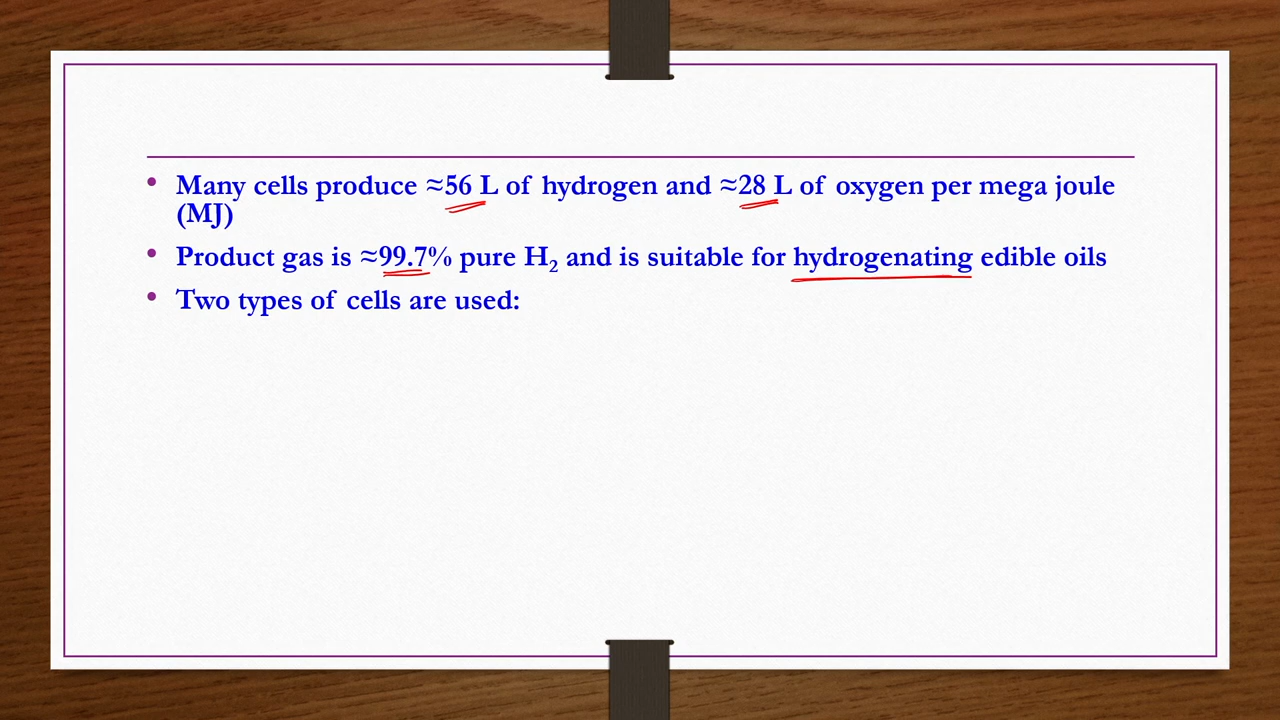 • Many cells produce ≈56 L of hydrogen and ≈28 L of oxygen per mega joule
(MJ)
• Product gas is ≈99.7% pure H₂ and is suitable for hydrogenating edible oils
• Two types of cells are used: